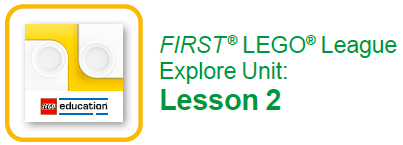 LEGO education
FIRST® LEGO® League
Explore Unit:
Lesson 2